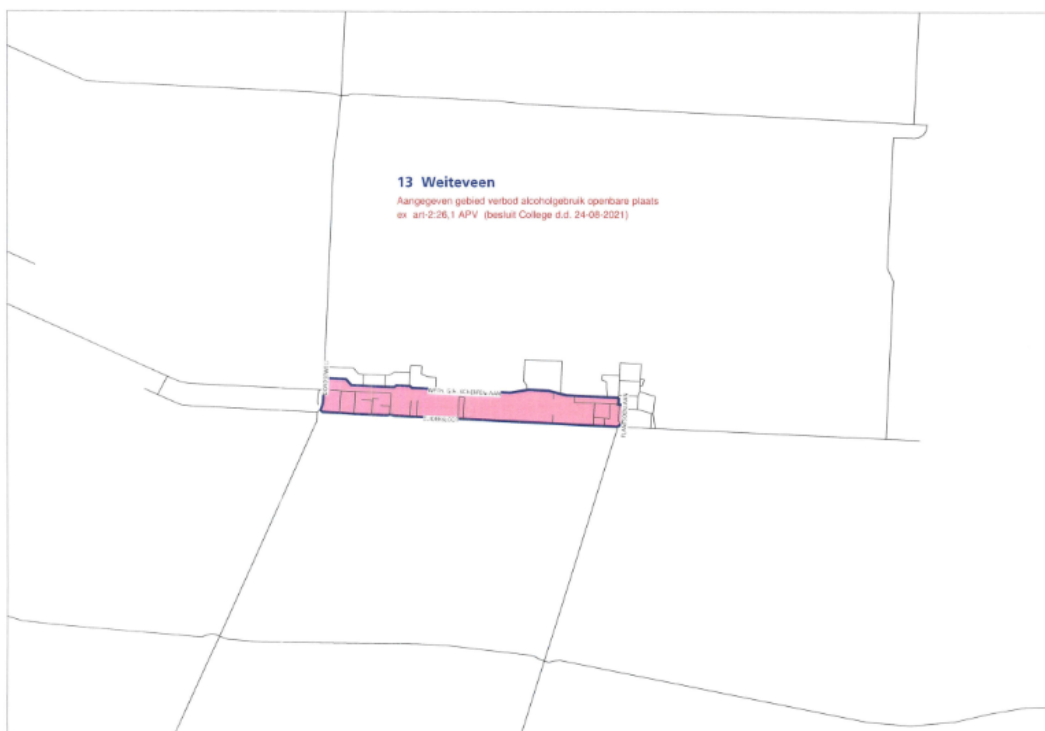 13 Weiteveen
Aangegeven gebied verbod alcoholgebruik openbare plaats
ex art-2:26,1 APV (besluit College d.d. 24-08-2021)